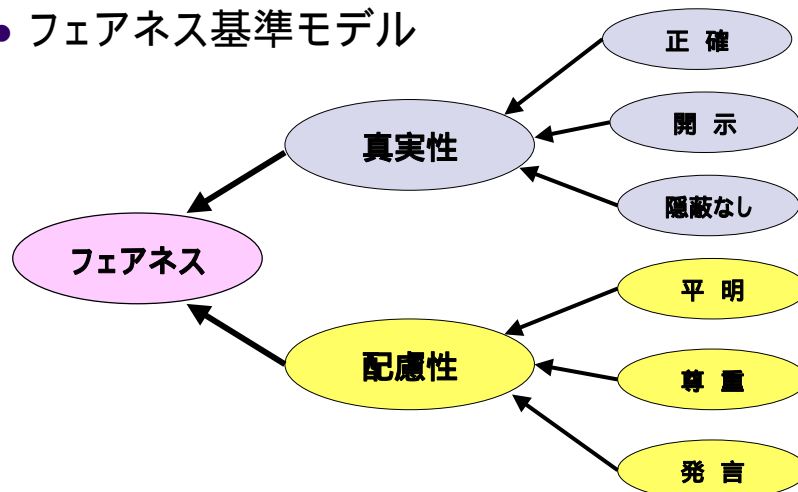 • フェアネス基準モデル
正 確
開 示
真実性
隠蔽なし
フェアネス
平 明
配慮性
尊 重
発 言